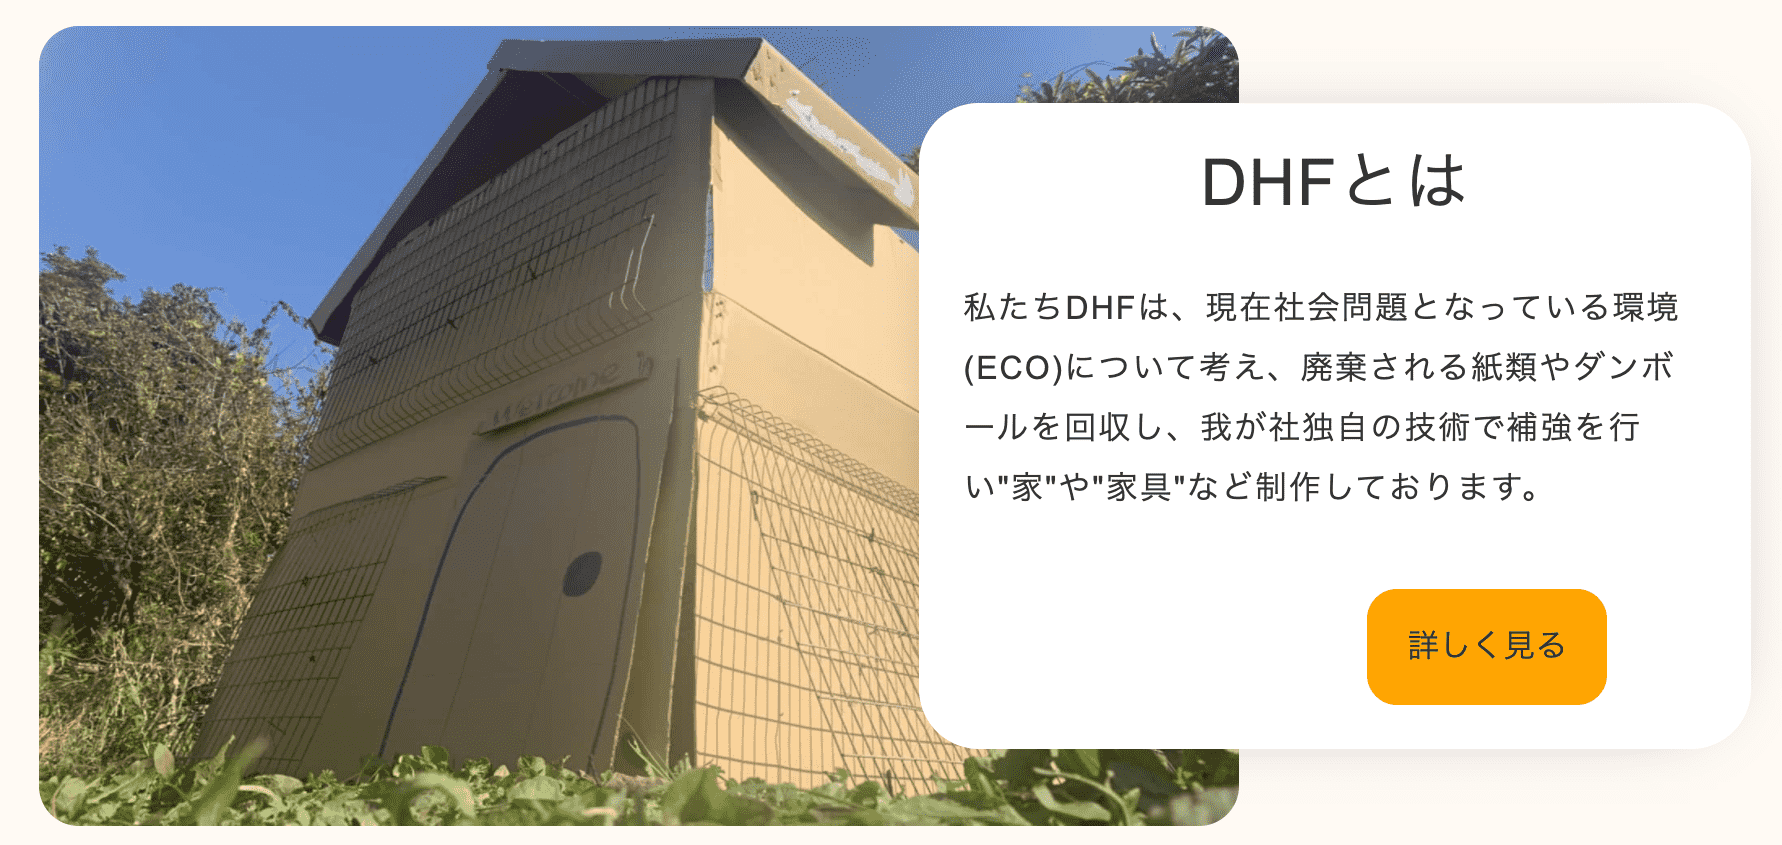 welcome
DHFとは
私たちDHFは、現在社会問題となっている環境
(ECO)について考え、廃棄される紙類やダンボ
ールを回収し、我が社独自の技術で補強を行
い"家"や"家具"など制作しております。
詳しく見る